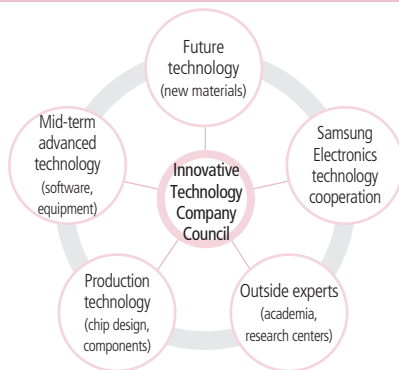 Future
technology
(new materials)
Mid-term
advanced
technology
(software,
equipment)
Samsung
Electronics
technology
cooperation
Innovative
Technology
Company
Council
Production
technology
(chip design,
components)
Outside experts
(academia,
research centers)